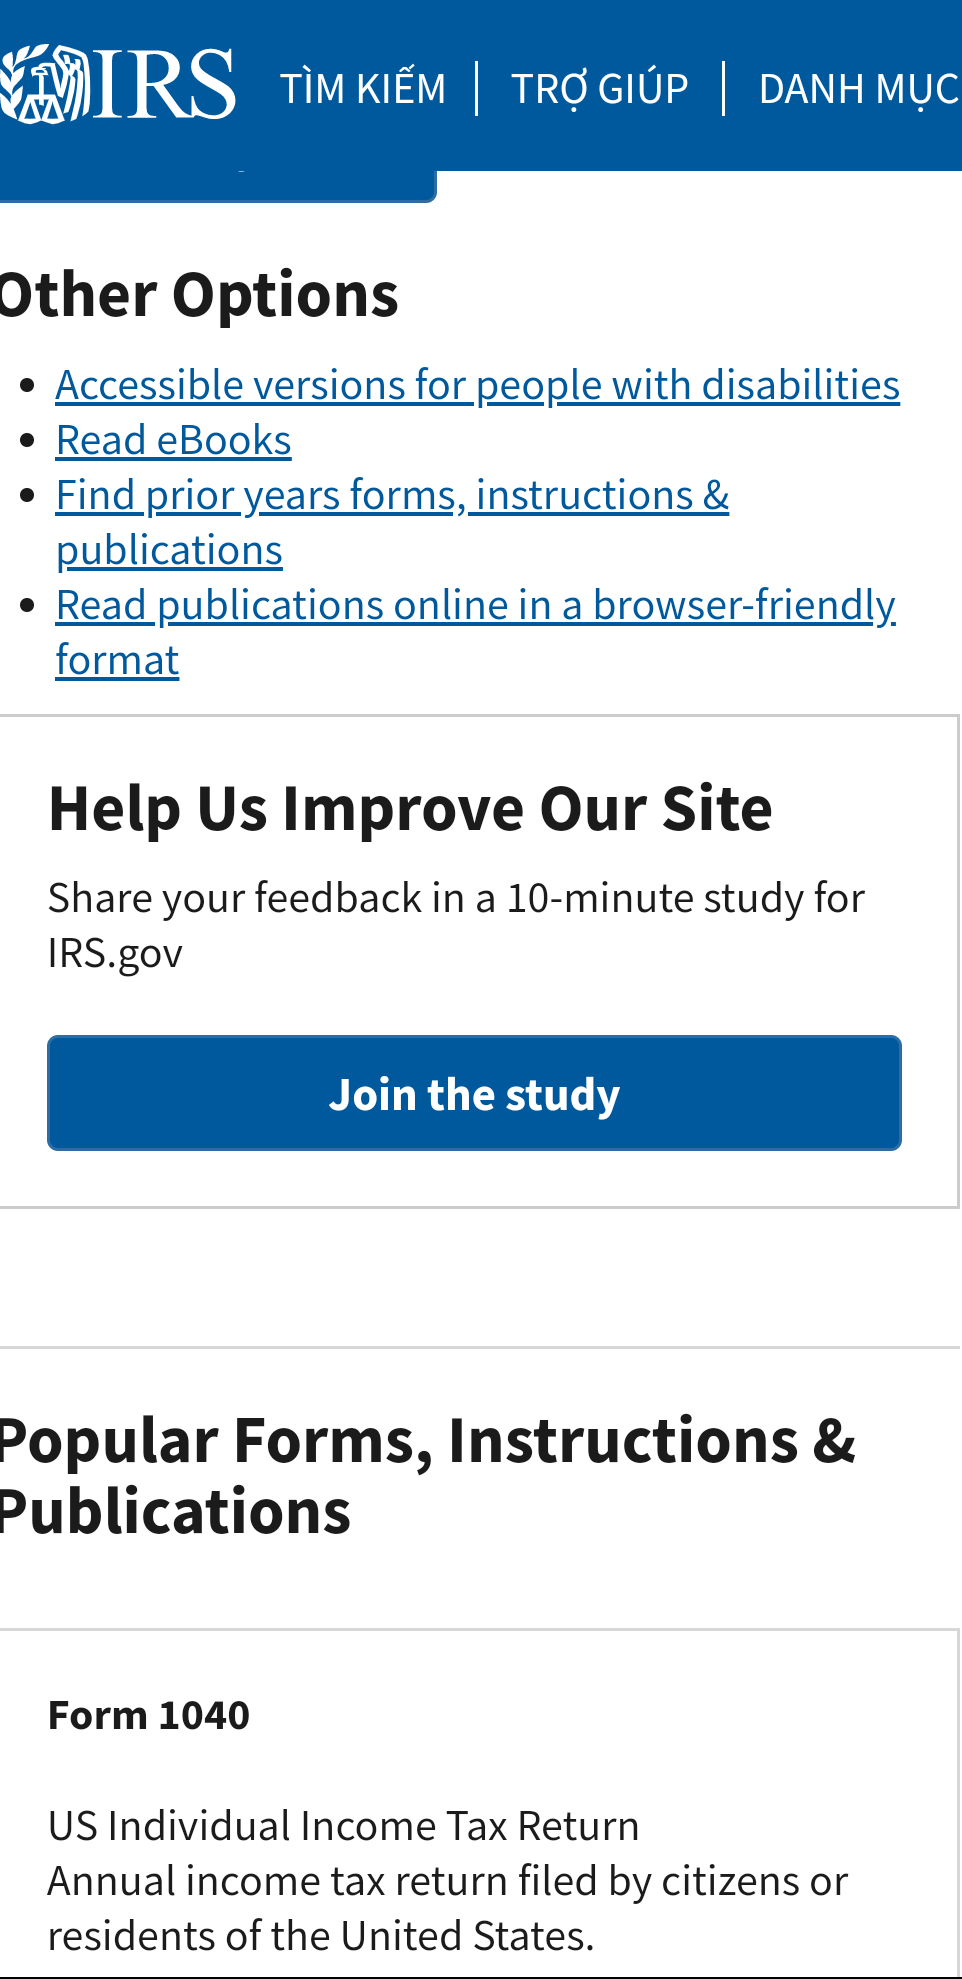 IRS
TÌM KIẾM
TRỢ GIÚP
DANH MỤC
Other Options
Accessible versions for people with disabilities
Read eBooks
Find prior years forms, instructions &
publications
Read publications online in a browser-friendly
format
Help Us Improve Our Site
Share your feedback in a 10-minute study for
IRS.gov
Join the study
Popular Forms, Instructions &
Publications
Form 1040
US Individual Income Tax Return
Annual income tax return filed by citizens or
residents of the United States.